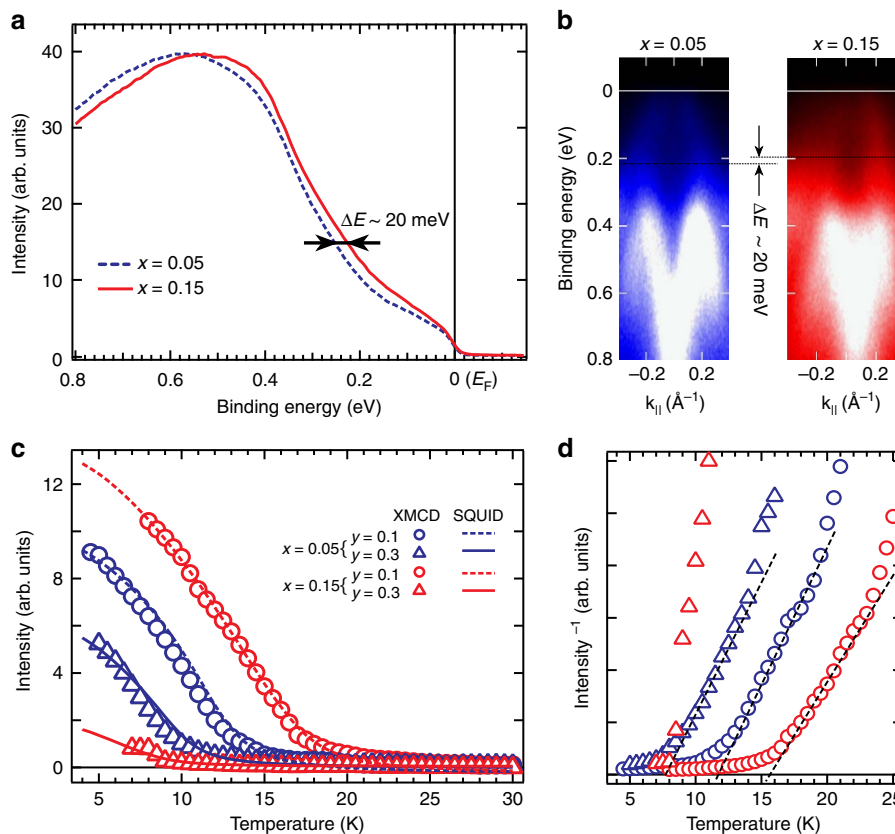 a
Intensity (arb. units)
40
30
20
10
0
ΔE ~ 20 meV
x = 0.05
x = 0.15
0.8
0.6
0.4
0.2
0 (E_F)
Binding energy (eV)
b
x = 0.05
x = 0.15
Binding energy (eV)
0
0.2
0.4
0.6
0.8
ΔE ~ 20 meV
−0.2
0.2
−0.2
0.2
k|| (Å⁻¹)
k|| (Å⁻¹)
c
Intensity (arb. units)
12
8
4
0
XMCD SQUID
x = 0.05{ y = 0.1
y = 0.3
x = 0.15{ y = 0.1
y = 0.3
5 10 15 20 25 30
Temperature (K)
d
Intensity⁻¹ (arb. units)
5 10 15 20 25
Temperature (K)